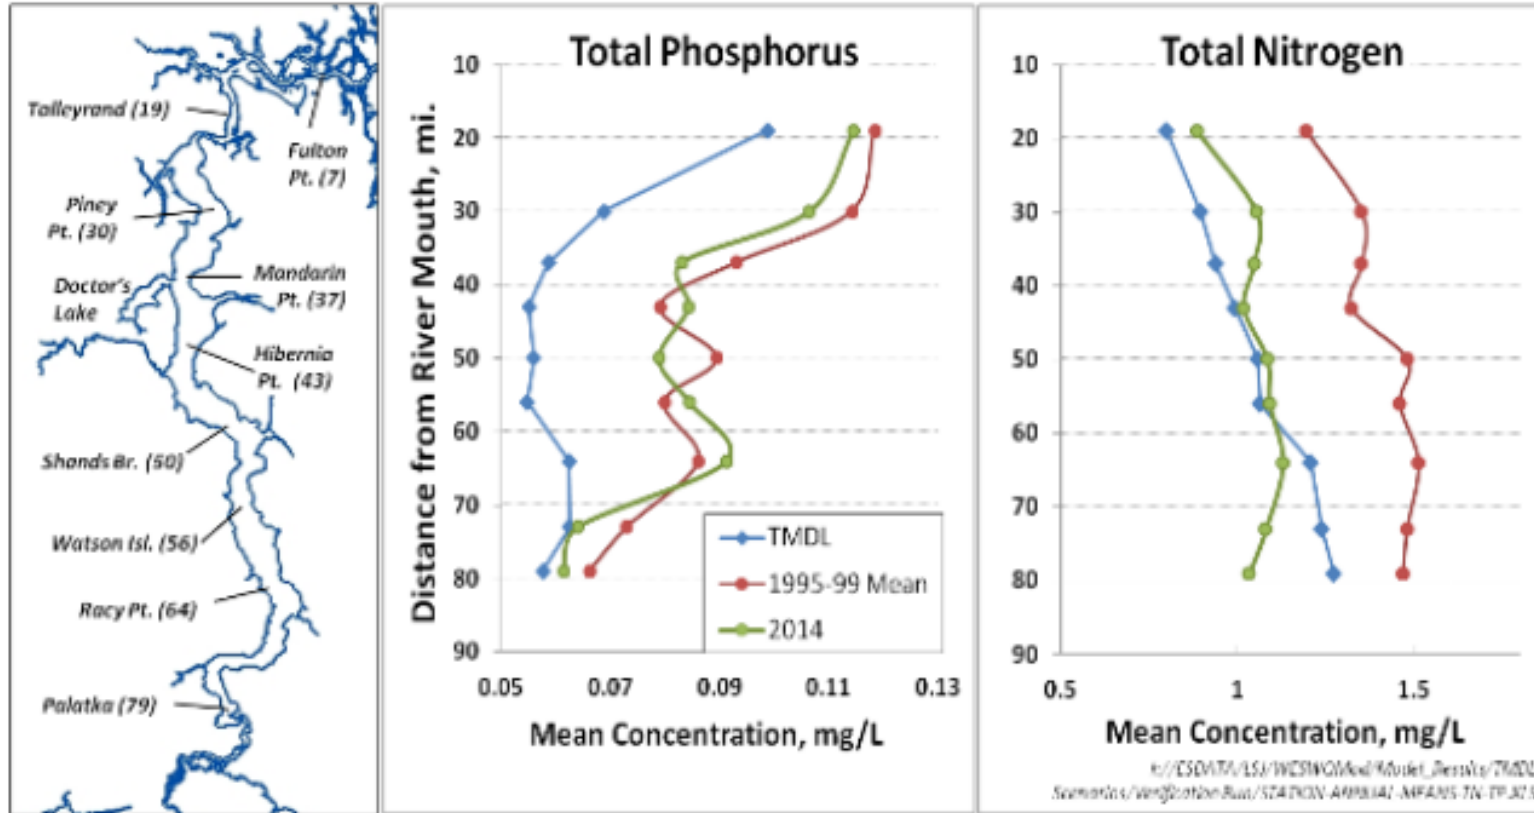 Talleyrand (19)
Fulton
Pt. (7)
Piney
Pt. (30)
Doctor's
Lake
Mandarin
Pt. (37)
Hibernia
Pt. (43)
Shands Br. (50)
Watson Isl. (56)
Racy Pt. (64)
Palatka (79)
Total Phosphorus
Distance from River Mouth, mi.
10
20
30
40
50
60
70
80
90
TMDL
1995-99 Mean
2014
0.05 0.07 0.09 0.11 0.13
Mean Concentration, mg/L
Total Nitrogen
10
20
30
40
50
60
70
80
90
0.5 1 1.5
Mean Concentration, mg/L